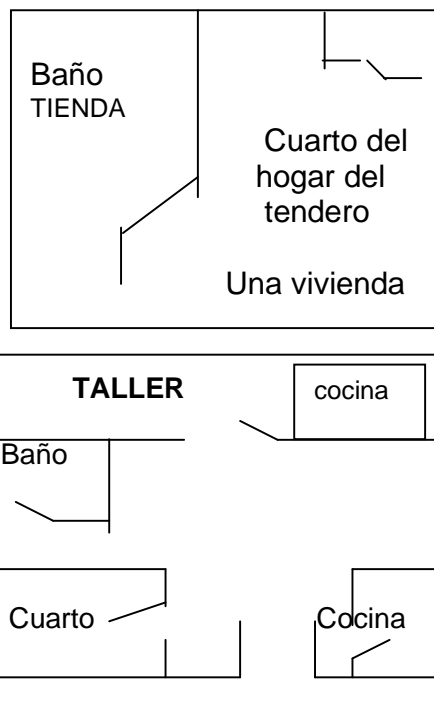 Baño
TIENDA
Cuarto del
hogar del
tendero
Una vivienda
TALLER
cocina
Baño
Cuarto
Cocina